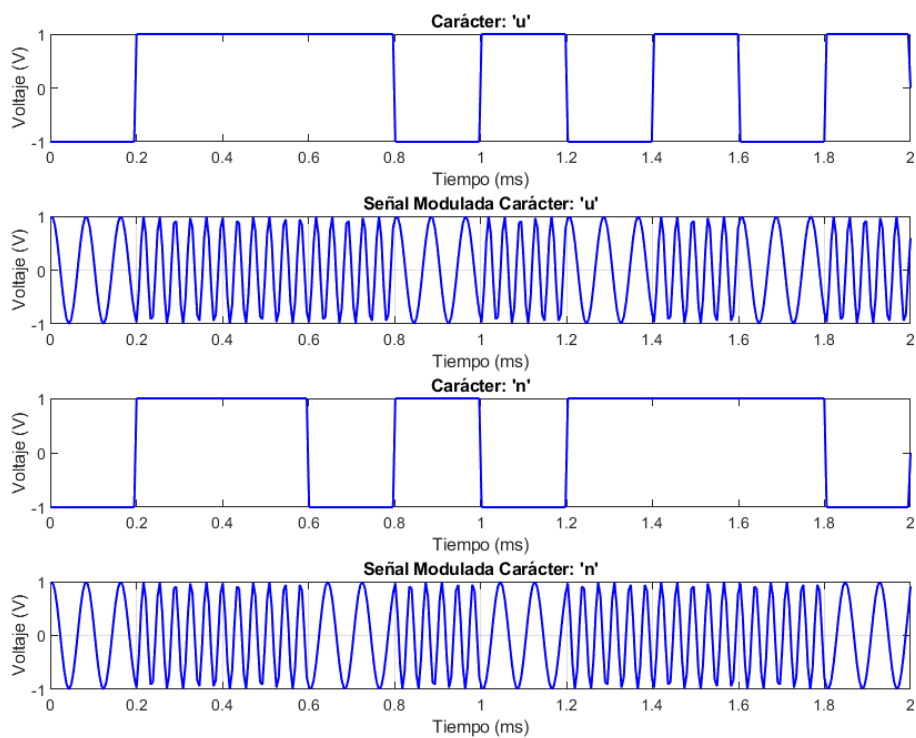 Carácter: 'u'
Voltaje (V)
1
0
-1
0 0.2 0.4 0.6 0.8 1 1.2 1.4 1.6 1.8 2
Tiempo (ms)
Señal Modulada Carácter: 'u'
Voltaje (V)
1
0
-1
0 0.2 0.4 0.6 0.8 1 1.2 1.4 1.6 1.8 2
Tiempo (ms)
Carácter: 'n'
Voltaje (V)
1
0
-1
0 0.2 0.4 0.6 0.8 1 1.2 1.4 1.6 1.8 2
Tiempo (ms)
Señal Modulada Carácter: 'n'
Voltaje (V)
1
0
-1
0 0.2 0.4 0.6 0.8 1 1.2 1.4 1.6 1.8 2
Tiempo (ms)